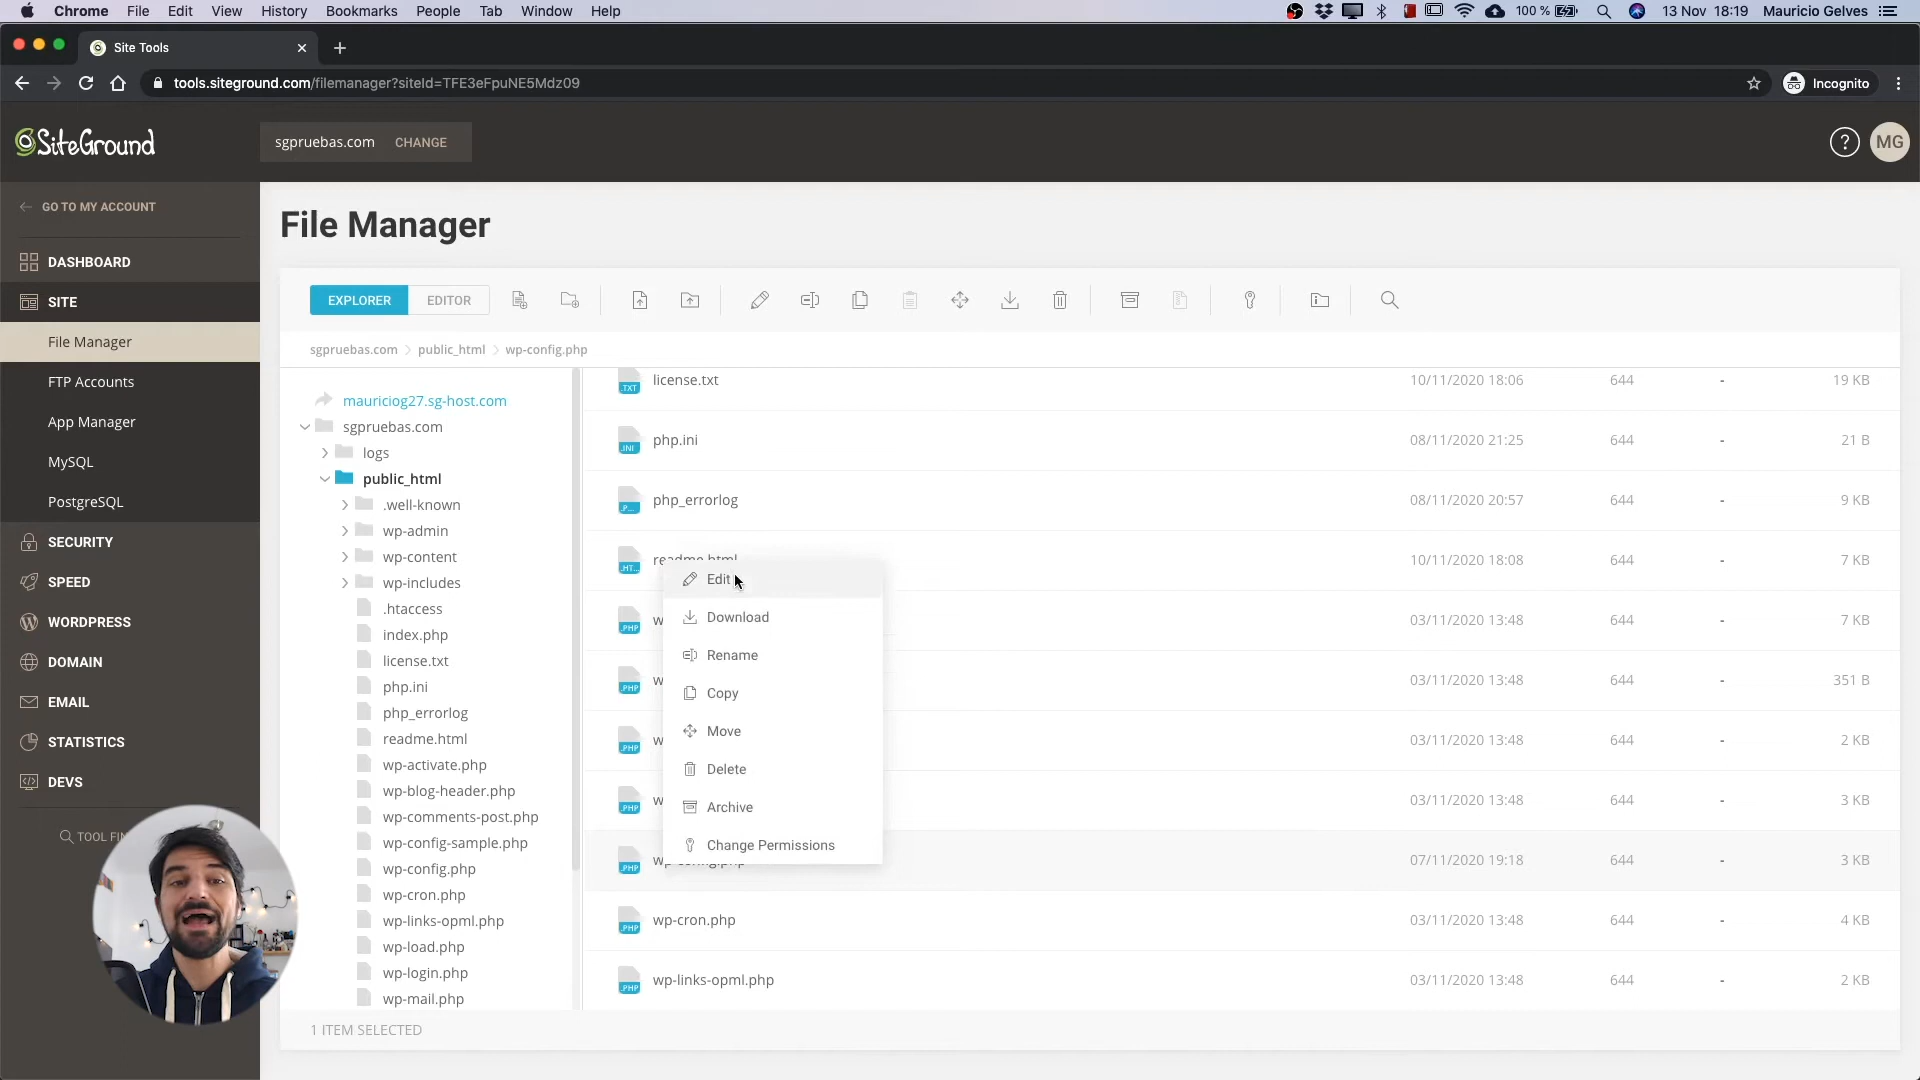 Chrome File Edit View History Bookmarks People Tab Window Help 100 % 13 Nov 18:19 Mauricio Gelves
Site Tools
tools.siteground.com/filemanager?siteId=TFE3eFpuNE5Mdz09 Incognito
SiteGround sgpruebas.com CHANGE ? MG
GO TO MY ACCOUNT
DASHBOARD
SITE
File Manager
FTP Accounts
App Manager
MySQL
PostgreSQL
SECURITY
SPEED
WORDPRESS
DOMAIN
EMAIL
STATISTICS
DEVS
File Manager
EXPLORER EDITOR
sgpruebas.com > public_html > wp-config.php
mauriciog27.sg-host.com
sgpruebas.com
logs
public_html
.well-known
wp-admin
wp-content
wp-includes
.htaccess
index.php
license.txt
php.ini
php_errorlog
readme.html
wp-activate.php
wp-blog-header.php
wp-comments-post.php
wp-config-sample.php
wp-config.php
wp-cron.php
wp-links-opml.php
wp-load.php
wp-login.php
wp-mail.php
license.txt 10/11/2020 18:06 644 - 19 KB
php.ini 08/11/2020 21:25 644 - 21 B
php_errorlog 08/11/2020 20:57 644 - 9 KB
readme.html 10/11/2020 18:08 644 - 7 KB
03/11/2020 13:48 644 - 7 KB
03/11/2020 13:48 644 - 351 B
03/11/2020 13:48 644 - 2 KB
03/11/2020 13:48 644 - 3 KB
wp-config.php 07/11/2020 19:18 644 - 3 KB
wp-cron.php 03/11/2020 13:48 644 - 4 KB
wp-links-opml.php 03/11/2020 13:48 644 - 2 KB
Edit
Download
Rename
Copy
Move
Delete
Archive
Change Permissions
1 ITEM SELECTED